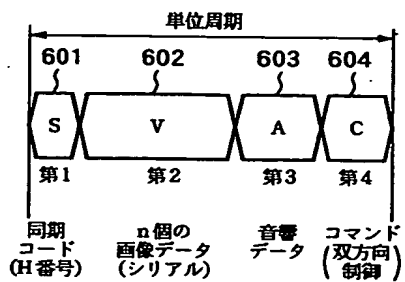 単位周期
601 602 603 604
S V A C
第1 第2 第3 第4
同期
コード
(H番号)
n個の
画像データ
(シリアル)
音響
データ
コマンド
(双方向
制御)